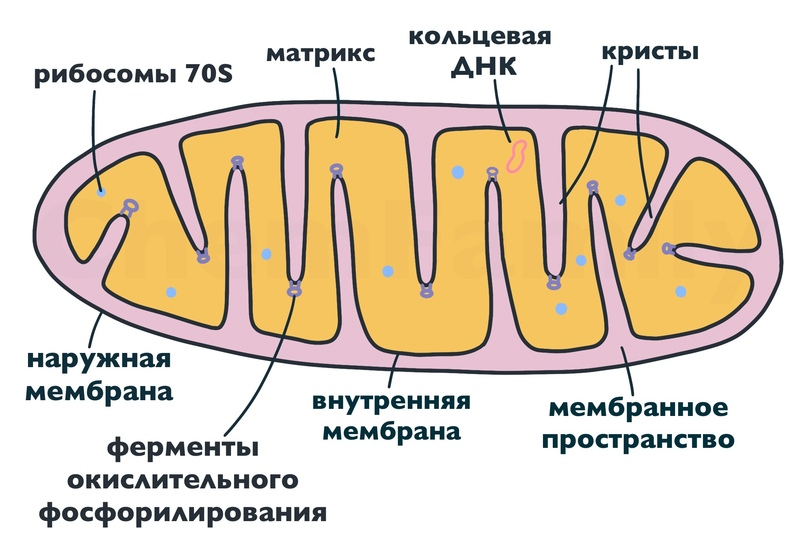 рибосомы 70S
матрикс
кольцевая
ДНК
кристы
наружная
мембрана
ферменты
окислительного
фосфорилирования
внутренняя
мембрана
мембранное
пространство